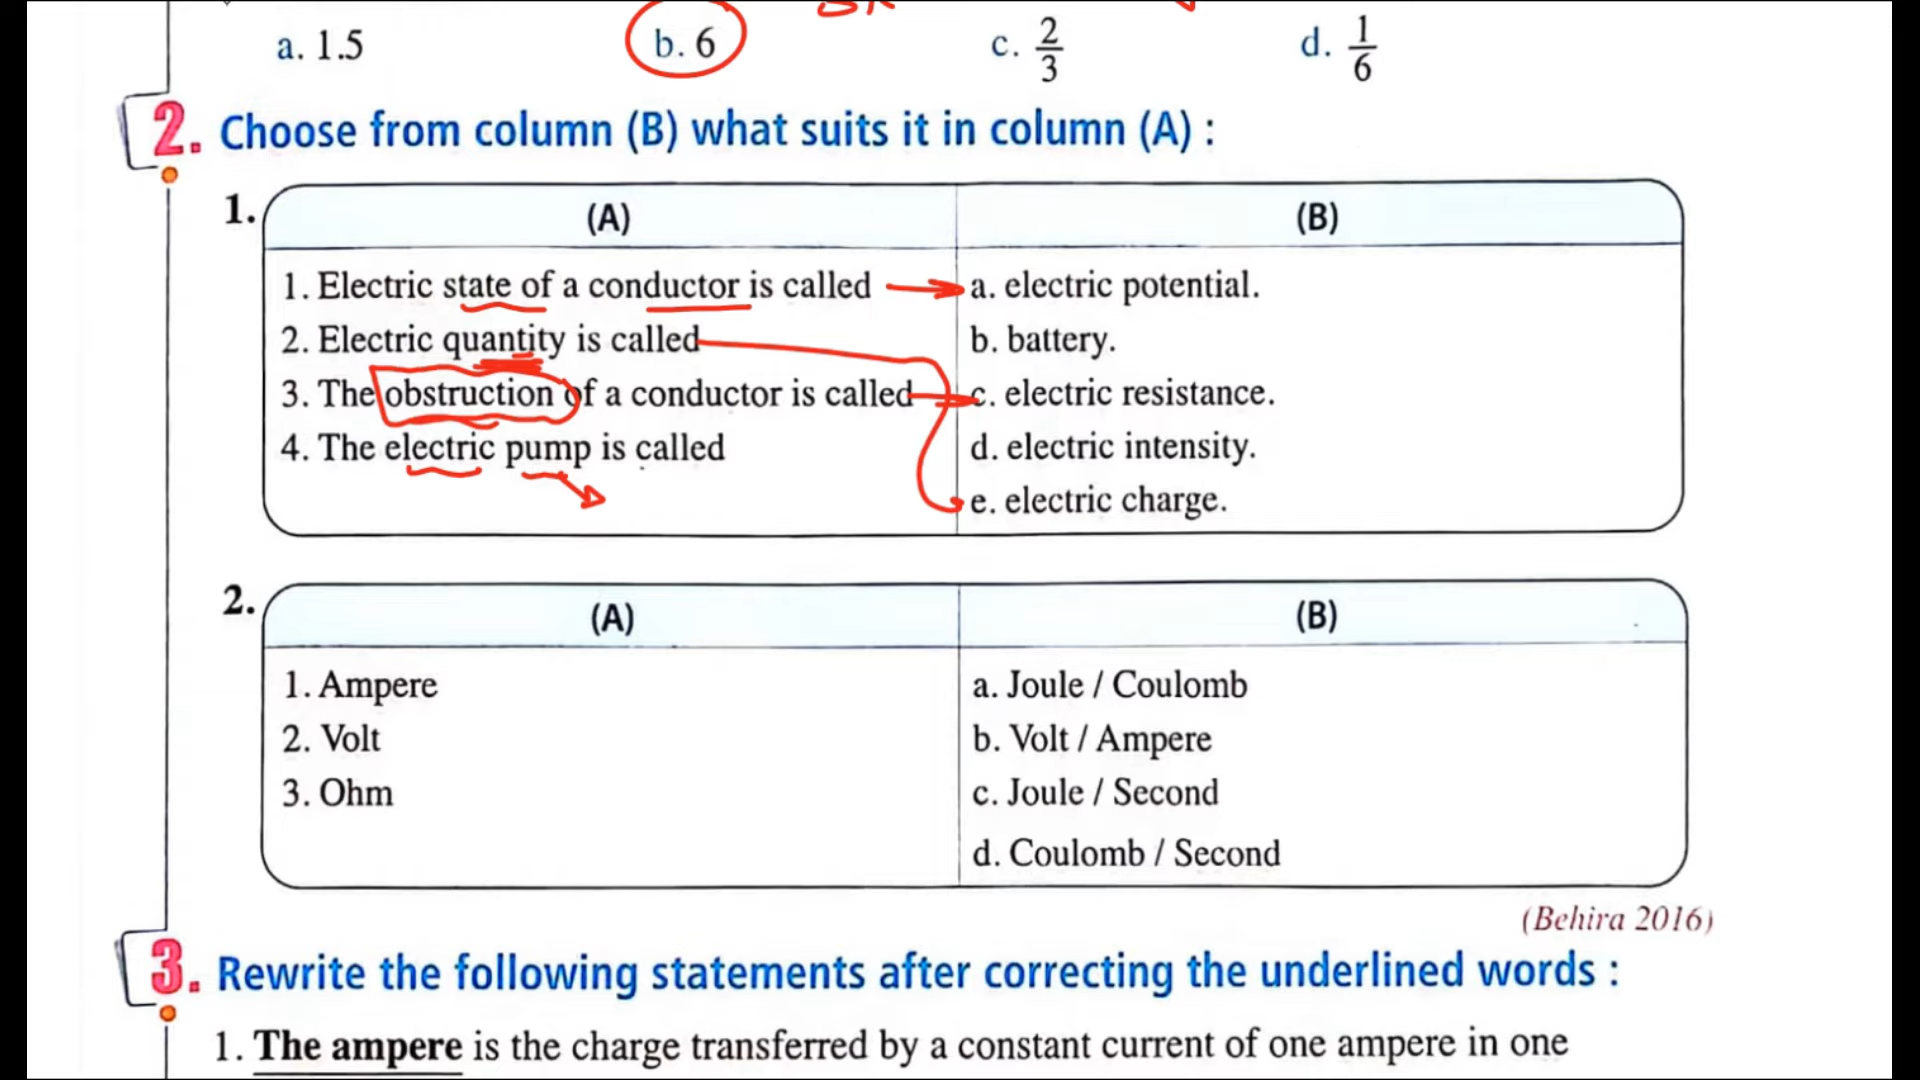 a. 1.5 b. 6 c. 2/3 d. 1/6
2. Choose from column (B) what suits it in column (A) :
1. (A) (B)
1. Electric state of a conductor is called a. electric potential.
2. Electric quantity is called b. battery.
3. The obstruction of a conductor is called c. electric resistance.
4. The electric pump is called d. electric intensity.
e. electric charge.
2. (A) (B)
1. Ampere a. Joule / Coulomb
2. Volt b. Volt / Ampere
3. Ohm c. Joule / Second
d. Coulomb / Second
(Behira 2016)
3. Rewrite the following statements after correcting the underlined words :
1. The ampere is the charge transferred by a constant current of one ampere in one